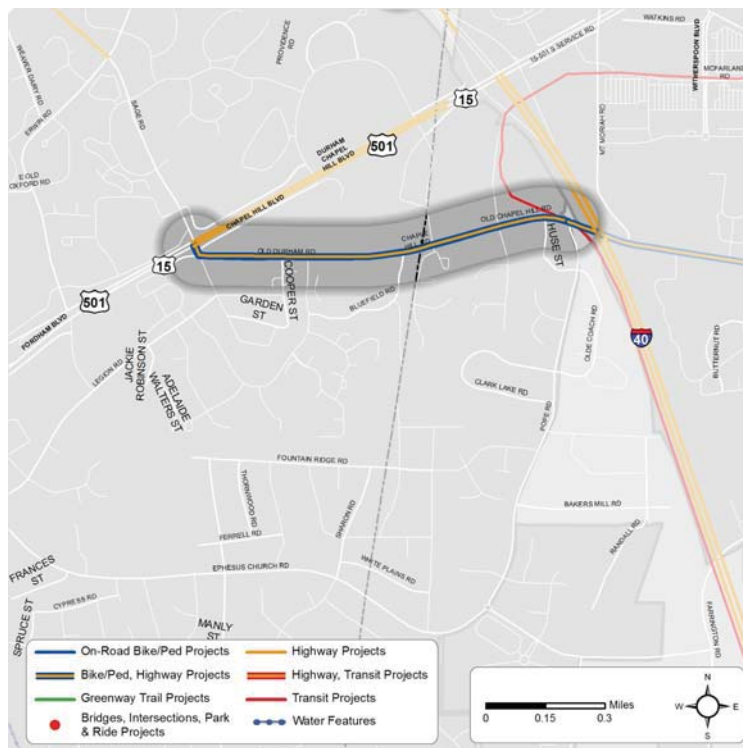 WATKINS RD
PROVIDENCE
RD
15-501 S SERVICE RD
WITHERSPOON BLVD
MCFARLAND
RD
WEAVER DAIRY RD
ERWIN RD
SAGE RD
E OLD
OXFORD RD
15
501
DURHAM
CHAPEL
HILL BLVD
MT MORIAH RD
CHAPEL HILL BLVD
OLD CHAPEL HILL RD
CHAPEL
HILL
OLD DURHAM RD
HUSE ST
15
501
COOPER ST
BLUEFIELD RD
GARDEN
ST
FORDHAM BLVD
LEGION RD
JACKIE
ROBINSON ST
ADELAIDE
WALTERS ST
OLDE COACH RD
40
BUTTERNUT RD
CLARK LAKE RD
POPE RD
FOUNTAIN RIDGE RD
THORNWOOD RD
SHARON RD
BAKERS MILL RD
RANDALL RD
FERRELL RD
EPHESUS CHURCH RD
WHITE PLAINS RD
FRANCES
ST
SPRUCE ST
CYPRESS RD
MANLY
ST
FARRINGTON RD
On-Road Bike/Ped Projects
Highway Projects
Bike/Ped, Highway Projects
Highway, Transit Projects
Greenway Trail Projects
Transit Projects
Bridges, Intersections, Park
& Ride Projects
Water Features
Miles
0 0.15 0.3
N
W E
S